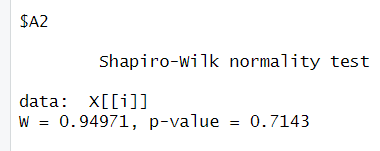 $A2
Shapiro-Wilk normality test
data:  X[[i]]
W = 0.94971, p-value = 0.7143